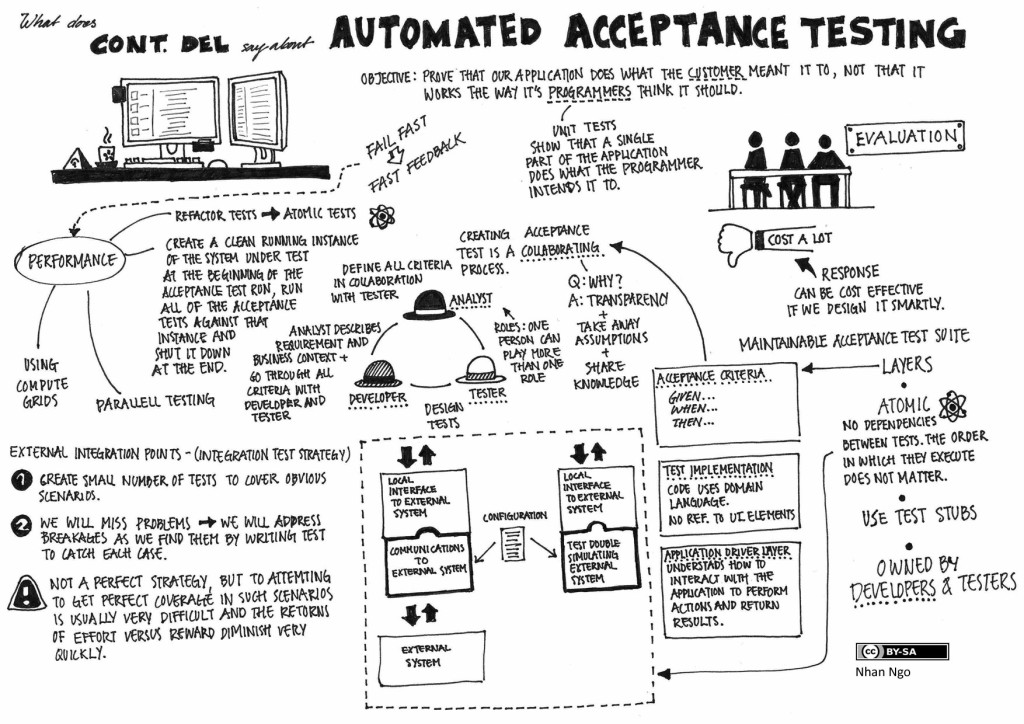 What does
CONT. DEL say about
AUTOMATED ACCEPTANCE TESTING
OBJECTIVE: PROVE THAT OUR APPLICATION DOES WHAT THE CUSTOMER MEANT IT TO, NOT THAT IT
WORKS THE WAY IT'S PROGRAMMERS THINK IT SHOULD.
UNIT TESTS
SHOW THAT A SINGLE
PART OF THE APPLICATION
DOES WHAT THE PROGRAMMER
INTENDS IT TO.
FAIL FAST
FAST FEEDBACK
EVALUATION
COST A LOT
RESPONSE
CAN BE COST EFFECTIVE
IF WE DESIGN IT SMARTLY.
PERFORMANCE
REFACTOR TESTS → ATOMIC TESTS
CREATE A CLEAN RUNNING INSTANCE
OF THE SYSTEM UNDER TEST
AT THE BEGINNING OF THE
ACCEPTANCE TEST RUN, RUN
ALL OF THE ACCEPTANCE
TESTS AGAINST THAT
INSTANCE AND
SHUT IT DOWN
AT THE END.
USING
COMPUTE
GRIDS
PARALLELL TESTING
CREATING ACCEPTANCE
TEST IS A COLLABORATING
PROCESS.
Q: WHY?
A: TRANSPARENCY
+
TAKE AWAY
ASSUMPTIONS
+
SHARE
KNOWLEDGE
DEFINE ALL CRITERIA
IN COLLABORATION
WITH TESTER
ANALYST
ROLES: ONE
PERSON CAN
PLAY MORE
THAN ONE
ROLE
ANALYST DESCRIBES
REQUIREMENT AND
BUSINESS CONTEXT +
GO THROUGH ALL
CRITERIA WITH
DEVELOPER AND
TESTER
DEVELOPER
TESTER
DESIGN
TESTS
MAINTAINABLE ACCEPTANCE TEST SUITE
LAYERS
ATOMIC
NO DEPENDENCIES
BETWEEN TESTS. THE ORDER
IN WHICH THEY EXECUTE
DOES NOT MATTER.
USE TEST STUBS
OWNED BY
DEVELOPERS & TESTERS
ACCEPTANCE CRITERIA
GIVEN...
WHEN...
THEN...
TEST IMPLEMENTATION
CODE USES DOMAIN
LANGUAGE.
NO REF. TO UI ELEMENTS
APPLICATION DRIVER LAYER
UNDERSTADS HOW TO
INTERACT WITH THE
APPLICATION TO PERFORM
ACTIONS AND RETURN
RESULTS.
EXTERNAL INTEGRATION POINTS - (INTEGRATION TEST STRATEGY)
1 CREATE SMALL NUMBER OF TESTS TO COVER OBVIOUS
SCENARIOS.
2 WE WILL MISS PROBLEMS → WE WILL ADDRESS
BREAKAGES AS WE FIND THEM BY WRITING TEST
TO CATCH EACH CASE.
! NOT A PERFECT STRATEGY, BUT TO ATTEMTING
TO GET PERFECT COVERAGE IN SUCH SCENARIOS
IS USUALLY VERY DIFFICULT AND THE RETURNS
OF EFFORT VERSUS REWARD DIMINISH VERY
QUICKLY.
LOCAL
INTERFACE
TO EXTERNAL
SYSTEM
COMMUNICATIONS
TO
EXTERNAL SYSTEM
EXTERNAL
SYSTEM
CONFIGURATION
LOCAL
INTERFACE
TO EXTERNAL
SYSTEM
TEST DOUBLE
SIMULATING
EXTERNAL
SYSTEM
cc BY-SA
Nhan Ngo